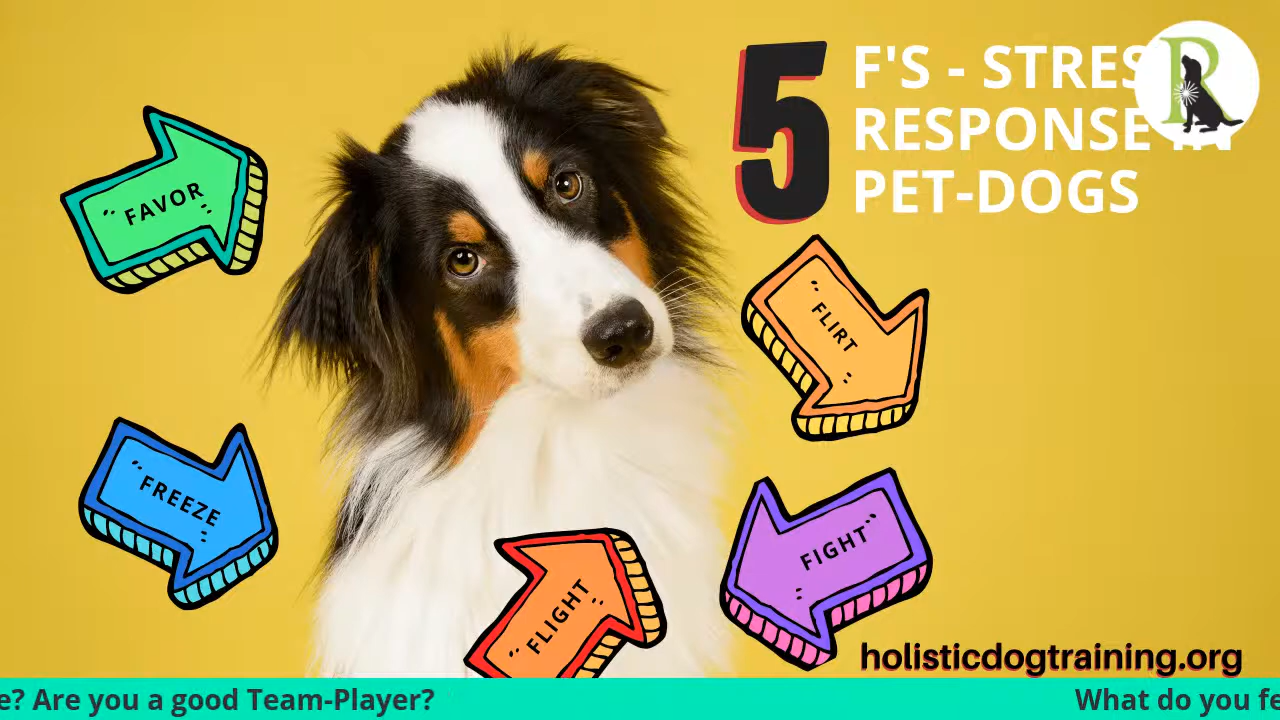 5
F'S - STRES
RESPONSE
PET-DOGS
R
FAVOR
FLIRT
FREEZE
FIGHT
FLIGHT
holisticdogtraining.org
e? Are you a good Team-Player?
What do you fe